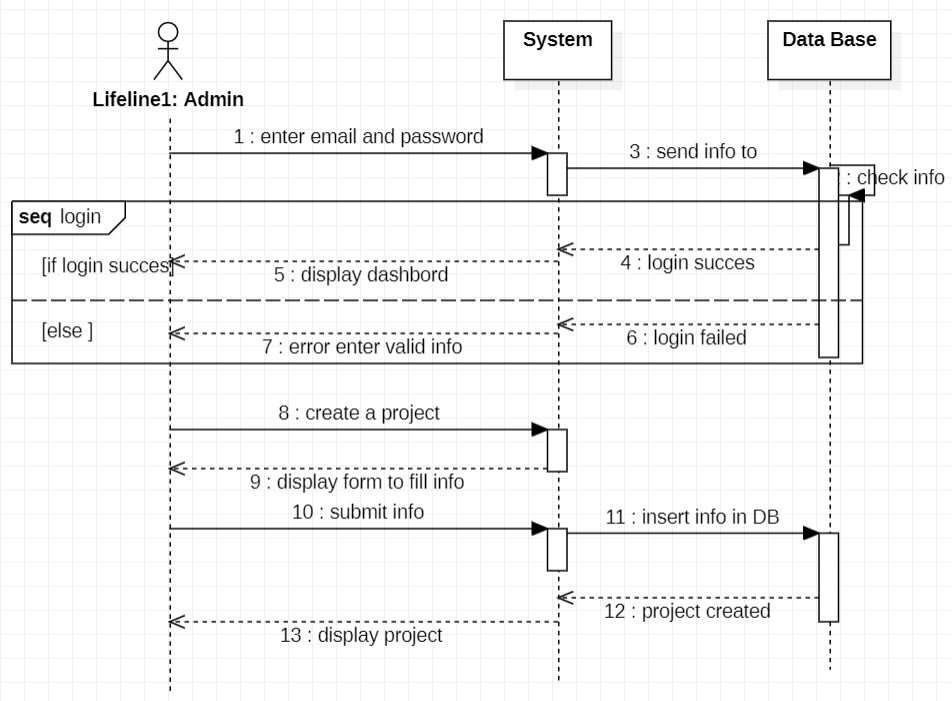 System
Data Base
Lifeline1: Admin
1 : enter email and password
3 : send info to
: check info
seq login
[if login succes]
4 : login succes
5 : display dashbord
[else ]
6 : login failed
7 : error enter valid info
8 : create a project
9 : display form to fill info
10 : submit info
11 : insert info in DB
12 : project created
13 : display project